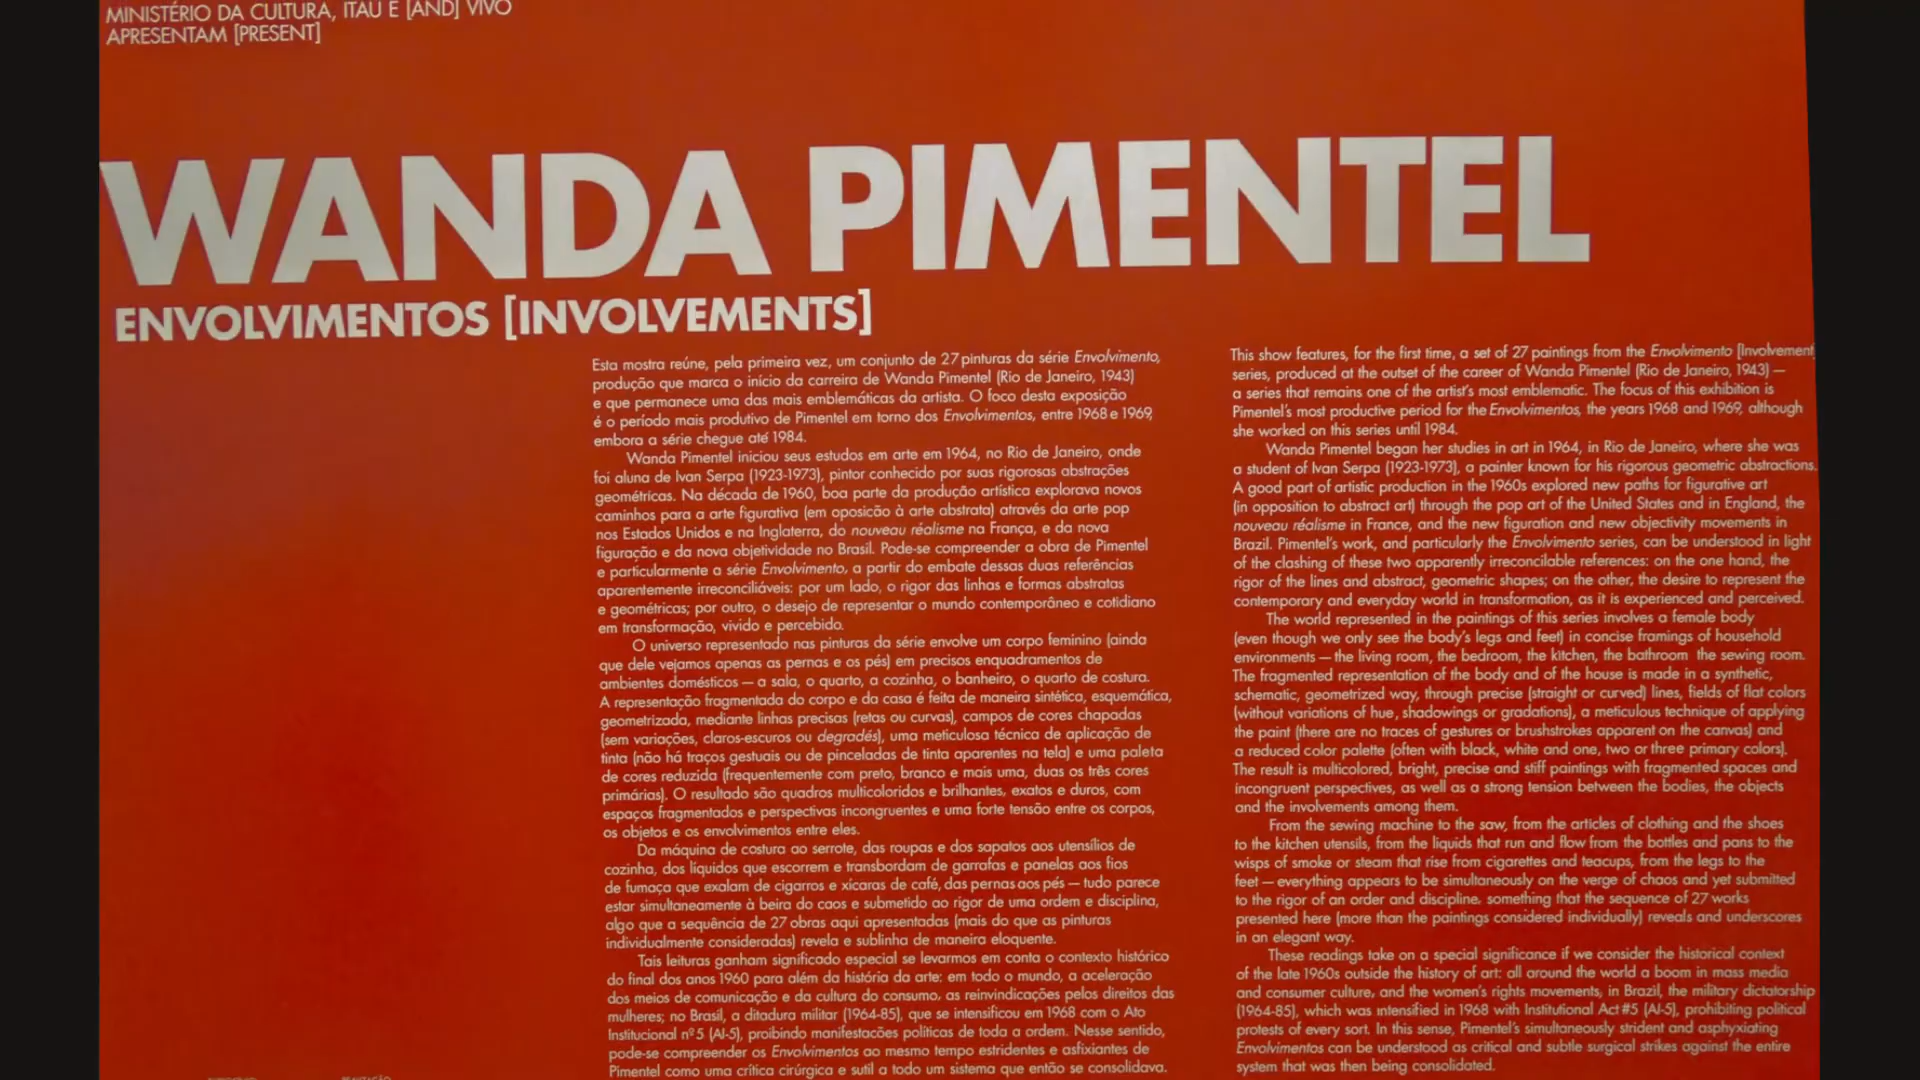 MINISTÉRIO DA CULTURA, ITAÚ E [AND] VIVO
APRESENTAM [PRESENT]
WANDA PIMENTEL
ENVOLVIMENTOS [INVOLVEMENTS]
Esta mostra reúne, pela primeira vez, um conjunto de 27 pinturas da série Envolvimento,
produção que marca o início da carreira de Wanda Pimentel (Rio de Janeiro, 1943)
e que permanece uma das mais emblemáticas da artista. O foco desta exposição
é o período mais produtivo de Pimentel em torno dos Envolvimentos, entre 1968 e 1969,
embora a série chegue até 1984.
Wanda Pimentel iniciou seus estudos em arte em 1964, no Rio de Janeiro, onde
foi aluna de Ivan Serpa (1923-1973), pintor conhecido por suas rigorosas abstrações
geométricas. Na década de 1960, boa parte da produção artística explorava novos
caminhos para a arte figurativa (em oposicão à arte abstrata) através da arte pop
nos Estados Unidos e na Inglaterra, do nouveau réalisme na França, e da nova
figuração e da nova objetividade no Brasil. Pode-se compreender a obra de Pimentel
e particularmente a série Envolvimento, a partir do embate dessas duas referências
aparentemente irreconciliáveis: por um lado, o rigor das linhas e formas abstratas
e geométricas; por outro, o desejo de representar o mundo contemporâneo e cotidiano
em transformação, vivido e percebido.
O universo representado nas pinturas da série envolve um corpo feminino (ainda
que dele vejamos apenas as pernas e os pés) em precisos enquadramentos de
ambientes domésticos — a sala, o quarto, a cozinha, o banheiro, o quarto de costura.
A representação fragmentada do corpo e da casa é feita de maneira sintética, esquemática,
geometrizada, mediante linhas precisas (retas ou curvas), campos de cores chapadas
(sem variações, claros-escuros ou degradés), uma meticulosa técnica de aplicação de
tinta (não há traços gestuais ou de pinceladas de tinta aparentes na tela) e uma paleta
de cores reduzida (frequentemente com preto, branco e mais uma, duas os três cores
primárias). O resultado são quadros multicoloridos e brilhantes, exatos e duros, com
espaços fragmentados e perspectivas incongruentes e uma forte tensão entre os corpos,
os objetos e os envolvimentos entre eles.
Da máquina de costura ao serrote, das roupas e dos sapatos aos utensílios de
cozinha, dos líquidos que escorrem e transbordam de garrafas e panelas aos fios
de fumaça que exalam de cigarros e xícaras de café, das pernas aos pés — tudo parece
estar simultaneamente à beira do caos e submetido ao rigor de uma ordem e disciplina,
algo que a sequência de 27 obras aqui apresentadas (mais do que as pinturas
individualmente consideradas) revela e sublinha de maneira eloquente.
Tais leituras ganham significado especial se levarmos em conta o contexto histórico
do final dos anos 1960 para além da história da arte: em todo o mundo, a aceleração
dos meios de comunicação e da cultura do consumo, as reinvindicações pelos direitos das
mulheres; no Brasil, a ditadura militar (1964-85), que se intensificou em 1968 com o Ato
Institucional nº 5 (AI-5), proibindo manifestacões políticas de toda a ordem. Nesse sentido,
pode-se compreender os Envolvimentos ao mesmo tempo estridentes e asfixiantes de
Pimentel como uma crítica cirúrgica e sutil a todo um sistema que então se consolidava.
This show features, for the first time, a set of 27 paintings from the Envolvimento [Involvement]
series, produced at the outset of the career of Wanda Pimentel (Rio de Janeiro, 1943) —
a series that remains one of the artist's most emblematic. The focus of this exhibition is
Pimentel's most productive period for the Envolvimentos, the years 1968 and 1969, although
she worked on this series until 1984.
Wanda Pimentel began her studies in art in 1964, in Rio de Janeiro, where she was
a student of Ivan Serpa (1923-1973), a painter known for his rigorous geometric abstractions.
A good part of artistic production in the 1960s explored new paths for figurative art
(in opposition to abstract art) through the pop art of the United States and in England, the
nouveau réalisme in France, and the new figuration and new objectivity movements in
Brazil. Pimentel's work, and particularly the Envolvimento series, can be understood in light
of the clashing of these two apparently irreconcilable references: on the one hand, the
rigor of the lines and abstract, geometric shapes; on the other, the desire to represent the
contemporary and everyday world in transformation, as it is experienced and perceived.
The world represented in the paintings of this series involves a female body
(even though we only see the body's legs and feet) in concise framings of household
environments — the living room, the bedroom, the kitchen, the bathroom the sewing room.
The fragmented representation of the body and of the house is made in a synthetic,
schematic, geometrized way, through precise (straight or curved) lines, fields of flat colors
(without variations of hue, shadowings or gradations), a meticulous technique of applying
the paint (there are no traces of gestures or brushstrokes apparent on the canvas) and
a reduced color palette (often with black, white and one, two or three primary colors).
The result is multicolored, bright, precise and stiff paintings with fragmented spaces and
incongruent perspectives, as well as a strong tension between the bodies, the objects
and the involvements among them.
From the sewing machine to the saw, from the articles of clothing and the shoes
to the kitchen utensils, from the liquids that run and flow from the bottles and pans to the
wisps of smoke or steam that rise from cigarettes and teacups, from the legs to the
feet — everything appears to be simultaneously on the verge of chaos and yet submitted
to the rigor of an order and discipline, something that the sequence of 27 works
presented here (more than the paintings considered individually) reveals and underscores
in an elegant way.
These readings take on a special significance if we consider the historical context
of the late 1960s outside the history of art: all around the world a boom in mass media
and consumer culture, and the women's rights movements; in Brazil, the military dictatorship
(1964-85), which was intensified in 1968 with Institutional Act #5 (AI-5), prohibiting political
protests of every sort. In this sense, Pimentel's simultaneously strident and asphyxiating
Envolvimentos can be understood as critical and subtle surgical strikes against the entire
system that was then being consolidated.